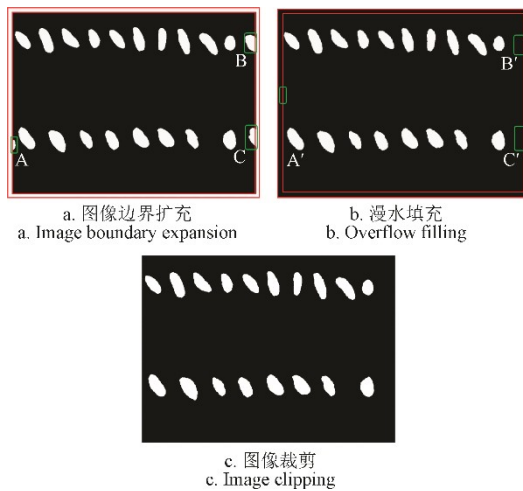 B
A
C
B′
A′
C′
a. 图像边界扩充
a. Image boundary expansion
b. 漫水填充
b. Overflow filling
c. 图像裁剪
c. Image clipping